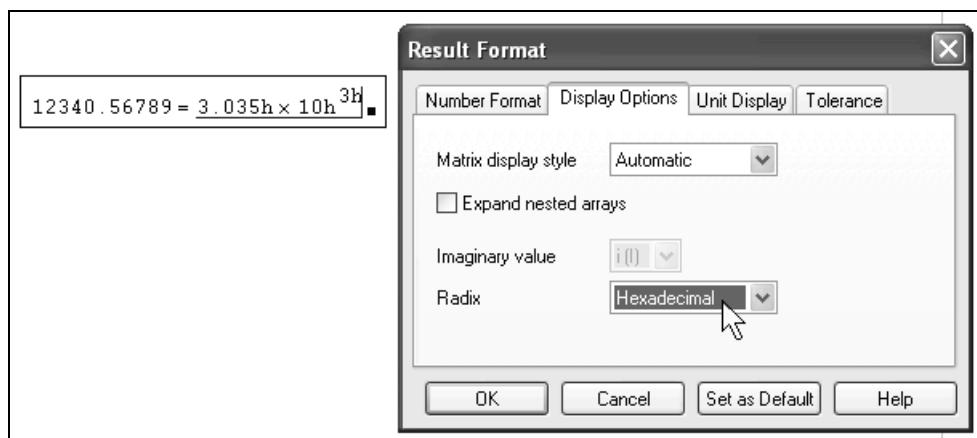 12340.56789 = 3.035h × 10h^3h
Result Format
Number Format Display Options Unit Display Tolerance
Matrix display style Automatic
Expand nested arrays
Imaginary value i (I)
Radix Hexadecimal
OK Cancel Set as Default Help